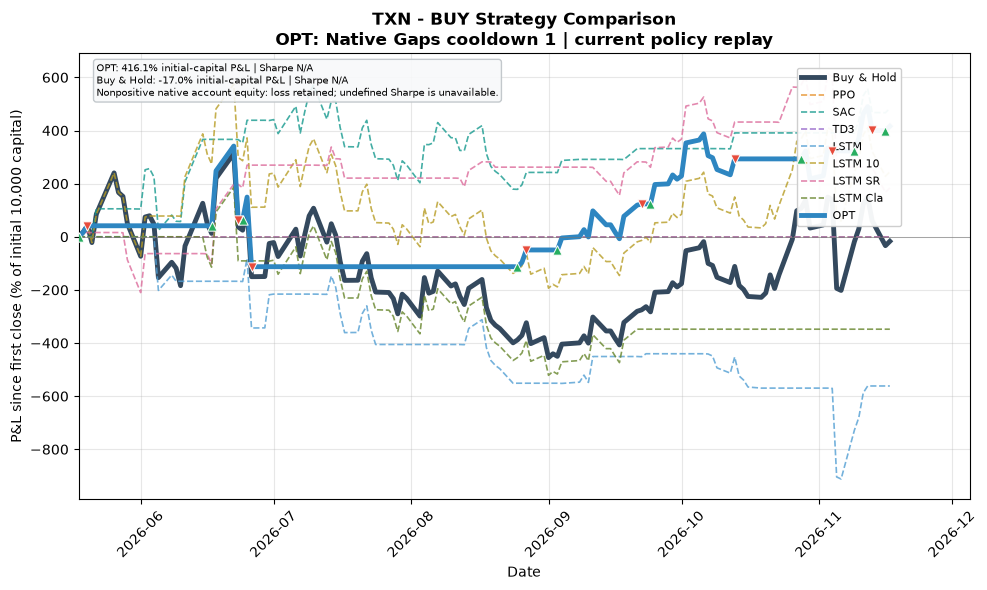 TXN - BUY Strategy Comparison
OPT: Native Gaps cooldown 1 | current policy replay
OPT: 416.1% initial-capital P&L | Sharpe N/A
Buy & Hold: -17.0% initial-capital P&L | Sharpe N/A
Nonpositive native account equity: loss retained; undefined Sharpe is unavailable.
Buy & Hold
PPO
SAC
TD3
LSTM
LSTM 10
LSTM SR
LSTM Cla
OPT
P&L since first close (% of initial 10,000 capital)
600
400
200
0
−200
−400
−600
−800
2026-06
2026-07
2026-08
2026-09
2026-10
2026-11
2026-12
Date